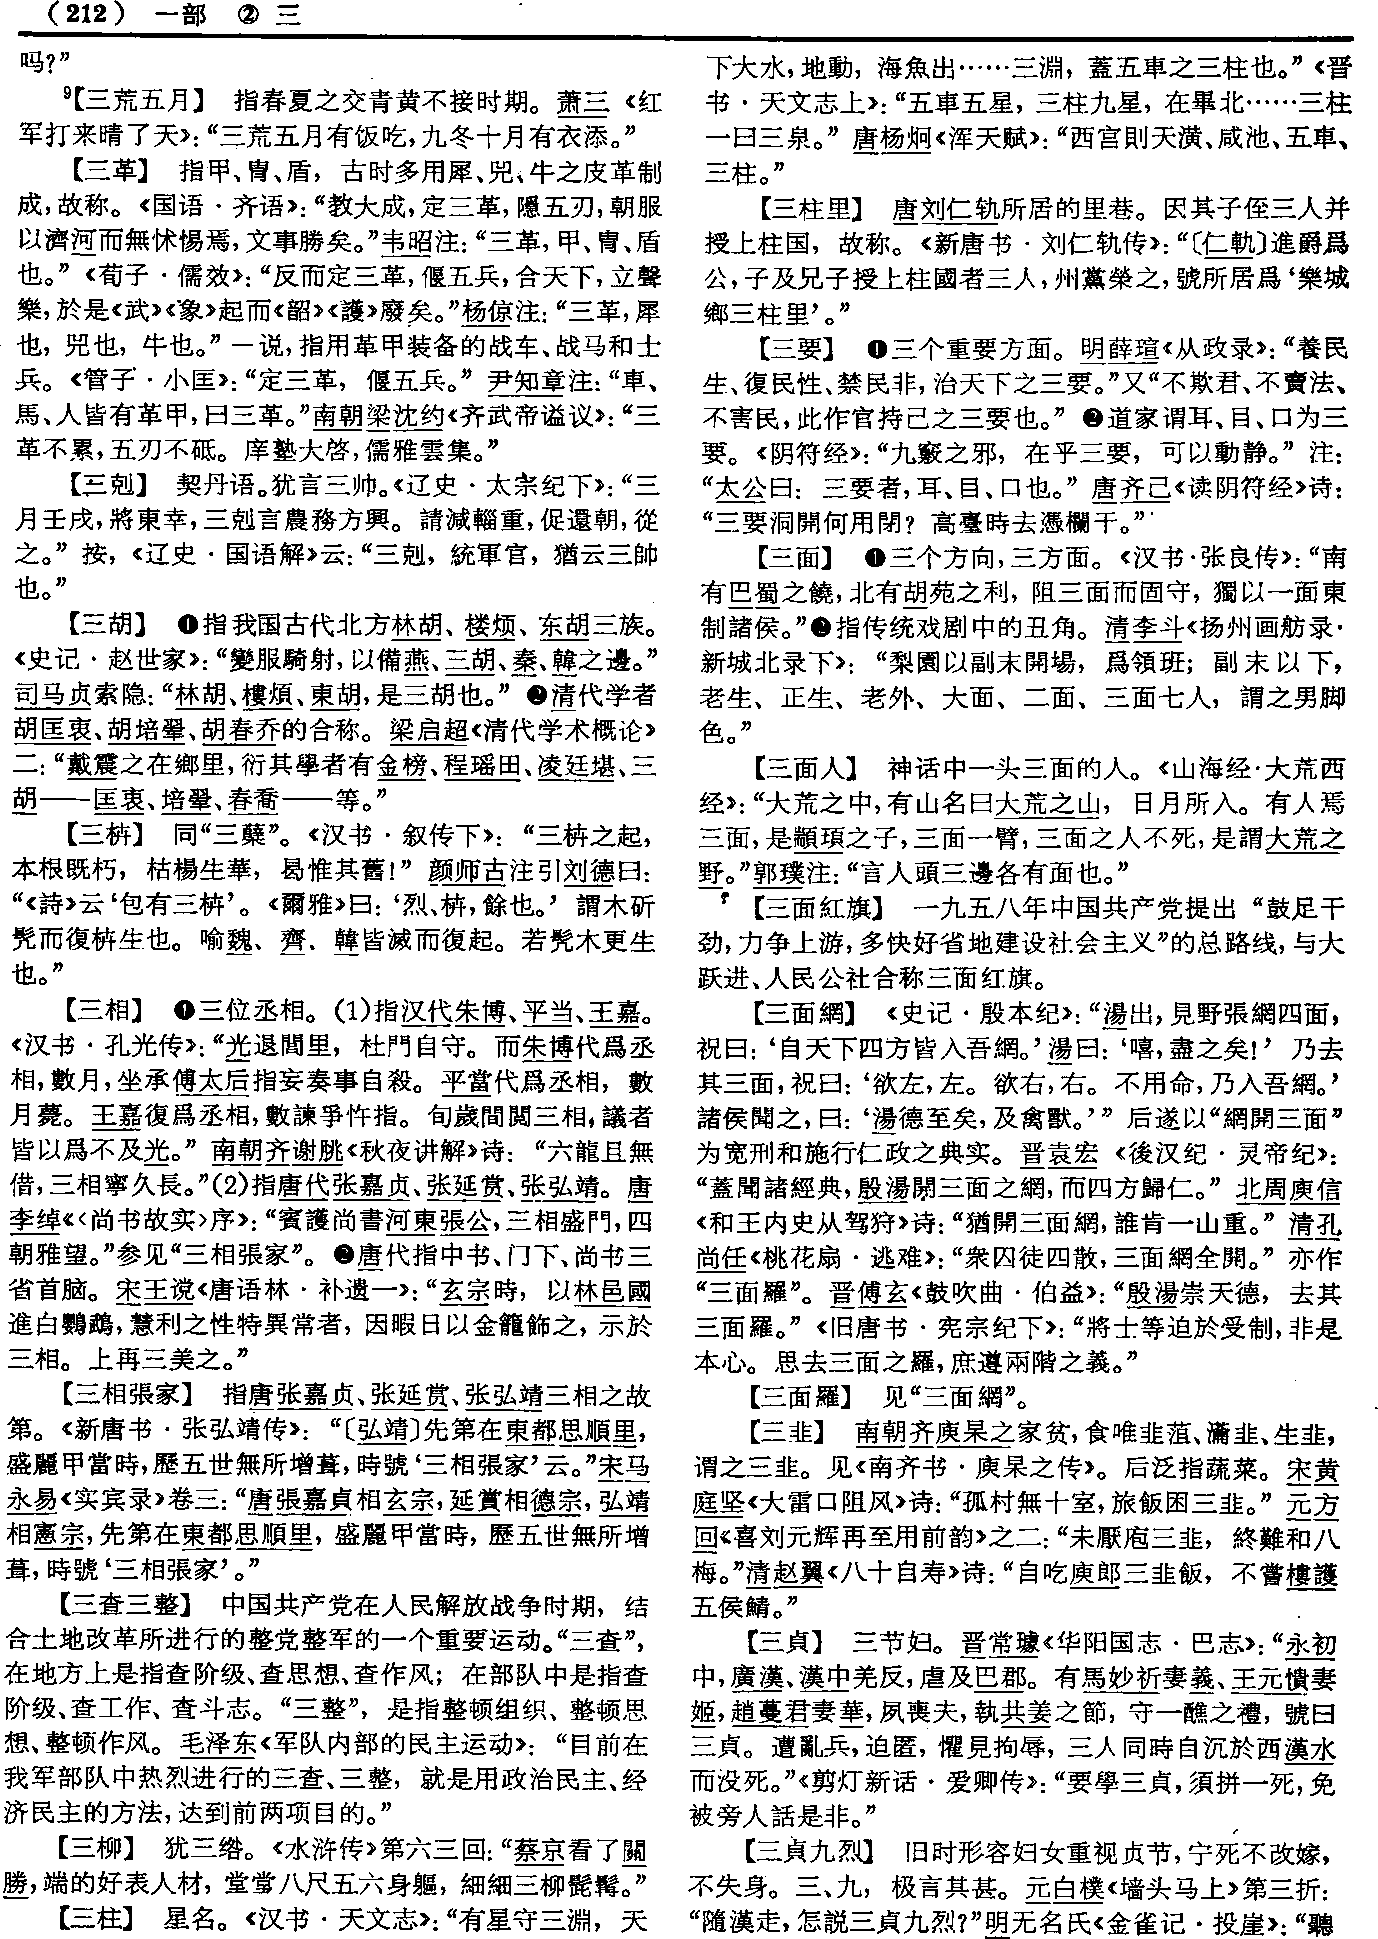 （212） 一部 ② 三
吗？”
⁹【三荒五月】 指春夏之交青黄不接时期。萧三《红
军打来晴了天》：“三荒五月有饭吃，九冬十月有衣添。”
【三革】 指甲、胄、盾，古时多用犀、兕、牛之皮革制
成，故称。《国语·齐语》：“教大成，定三革，隱五刃，朝服
以濟河而無怵惕焉，文事勝矣。”韦昭注：“三革，甲、冑、盾
也。”《荀子·儒效》：“反而定三革，偃五兵，合天下，立聲
樂，於是《武》《象》起而《韶》《護》廢矣。”杨倞注：“三革，犀
也，兕也，牛也。”一说，指用革甲装备的战车、战马和士
兵。《管子·小匡》：“定三革，偃五兵。”尹知章注：“車、
馬、人皆有革甲，曰三革。”南朝梁沈约《齐武帝谥议》：“三
革不累，五刃不砥。庠塾大啓，儒雅雲集。”
【三剋】 契丹语。犹言三帅。《辽史·太宗纪下》：“三
月壬戌，將東幸，三剋言農務方興。請減輜重，促還朝，從
之。”按，《辽史·国语解》云：“三剋，統軍官，猶云三帥
也。”
【三胡】 ❶指我国古代北方林胡、楼烦、东胡三族。
《史记·赵世家》：“變服騎射，以備燕、三胡、秦、韓之邊。”
司马贞索隐：“林胡、樓煩、東胡，是三胡也。”❷清代学者
胡匡衷、胡培翚、胡春乔的合称。梁启超《清代学术概论》
二：“戴震之在鄉里，衍其學者有金榜、程瑶田、凌廷堪、三
胡——匡衷、培翬、春喬——等。”
【三枿】 同“三蘖”。《汉书·叙传下》：“三枿之起，
本根既朽，枯楊生華，曷惟其舊！”颜师古注引刘德曰：
“《詩》云‘包有三枿’。《爾雅》曰：‘烈、枿，餘也。’謂木斫
髡而復枿生也。喻魏、齊、韓皆滅而復起。若髡木更生
也。”
【三相】 ❶三位丞相。(1)指汉代朱博、平当、王嘉。
《汉书·孔光传》：“光退閭里，杜門自守。而朱博代爲丞
相，數月，坐承傅太后指妄奏事自殺。平當代爲丞相，數
月薨。王嘉復爲丞相，數諫爭忤指。旬歲間閲三相，議者
皆以爲不及光。”南朝齐谢朓《秋夜讲解》诗：“六龍且無
借，三相寧久長。”(2)指唐代张嘉贞、张延赏、张弘靖。唐
李绰《〈尚书故实〉序》：“賓護尚書河東張公，三相盛門，四
朝雅望。”参见“三相張家”。❷唐代指中书、门下、尚书三
省首脑。宋王谠《唐语林·补遗一》：“玄宗時，以林邑國
進白鸚鵡，慧利之性特異常者，因暇日以金籠飾之，示於
三相。上再三美之。”
【三相張家】 指唐张嘉贞、张延赏、张弘靖三相之故
第。《新唐书·张弘靖传》：“〔弘靖〕先第在東都思順里，
盛麗甲當時，歷五世無所增葺，時號‘三相張家’云。”宋马
永易《实宾录》卷三：“唐張嘉貞相玄宗，延賞相德宗，弘靖
相憲宗，先第在東都思順里，盛麗甲當時，歷五世無所增
葺，時號‘三相張家’。”
【三查三整】 中国共产党在人民解放战争时期，结
合土地改革所进行的整党整军的一个重要运动。“三查”，
在地方上是指查阶级、查思想、查作风；在部队中是指查
阶级、查工作、查斗志。“三整”，是指整顿组织、整顿思
想、整顿作风。毛泽东《军队内部的民主运动》：“目前在
我军部队中热烈进行的三查、三整，就是用政治民主、经
济民主的方法，达到前两项目的。”
【三柳】 犹三绺。《水浒传》第六三回：“蔡京看了關
勝，端的好表人材，堂堂八尺五六身軀，細細三柳髭髯。”
【三柱】 星名。《汉书·天文志》：“有星守三淵，天
下大水，地動，海魚出……三淵，蓋五車之三柱也。”《晋
书·天文志上》：“五車五星，三柱九星，在畢北……三柱
一曰三泉。”唐杨炯《浑天赋》：“西宫則天潢、咸池、五車、
三柱。”
【三柱里】 唐刘仁轨所居的里巷。因其子侄三人并
授上柱国，故称。《新唐书·刘仁轨传》：“〔仁軌〕進爵爲
公，子及兄子授上柱國者三人，州黨榮之，號所居爲‘樂城
鄉三柱里’。”
【三要】 ❶三个重要方面。明薛瑄《从政录》：“養民
生、復民性、禁民非，治天下之三要。”又“不欺君、不賣法、
不害民，此作官持己之三要也。”❷道家谓耳、目、口为三
要。《阴符经》：“九竅之邪，在乎三要，可以動静。”注：
“太公曰：三要者，耳、目、口也。”唐齐己《读阴符经》诗：
“三要洞開何用閉？高臺時去憑欄干。”
【三面】 ❶三个方向，三方面。《汉书·张良传》：“南
有巴蜀之饒，北有胡苑之利，阻三面而固守，獨以一面東
制諸侯。”❷指传统戏剧中的丑角。清李斗《扬州画舫录·
新城北录下》：“梨園以副末開場，爲領班；副末以下，
老生、正生、老外、大面、二面、三面七人，謂之男脚
色。”
【三面人】 神话中一头三面的人。《山海经·大荒西
经》：“大荒之中，有山名曰大荒之山，日月所入。有人焉
三面，是顓頊之子，三面一臂，三面之人不死，是謂大荒之
野。”郭璞注：“言人頭三邊各有面也。”
【三面紅旗】 一九五八年中国共产党提出“鼓足干
劲，力争上游，多快好省地建设社会主义”的总路线，与大
跃进、人民公社合称三面红旗。
【三面網】 《史记·殷本纪》：“湯出，見野張網四面，
祝曰：‘自天下四方皆入吾網。’湯曰：‘嘻，盡之矣！’乃去
其三面，祝曰：‘欲左，左。欲右，右。不用命，乃入吾網。’
諸侯聞之，曰：‘湯德至矣，及禽獸。’”后遂以“網開三面”
为宽刑和施行仁政之典实。晋袁宏《後汉纪·灵帝纪》：
“蓋聞諸經典，殷湯開三面之網，而四方歸仁。”北周庾信
《和王内史从驾狩》诗：“猶開三面網，誰肯一山重。”清孔
尚任《桃花扇·逃难》：“衆囚徒四散，三面網全開。”亦作
“三面羅”。晋傅玄《鼓吹曲·伯益》：“殷湯崇天德，去其
三面羅。”《旧唐书·宪宗纪下》：“將士等迫於受制，非是
本心。思去三面之羅，庶遵兩階之義。”
【三面羅】 见“三面網”。
【三韭】 南朝齐庾杲之家贫，食唯韭菹、瀹韭、生韭，
谓之三韭。见《南齐书·庾杲之传》。后泛指蔬菜。宋黄
庭坚《大雷口阻风》诗：“孤村無十室，旅飯困三韭。”元方
回《喜刘元辉再至用前韵》之二：“未厭庖三韭，終難和八
梅。”清赵翼《八十自寿》诗：“自吃庾郎三韭飯，不嘗樓護
五侯鯖。”
【三貞】 三节妇。晋常璩《华阳国志·巴志》：“永初
中，廣漢、漢中羌反，虐及巴郡。有馬妙祈妻義、王元憒妻
姬，趙蔓君妻華，夙喪夫，執共姜之節，守一醮之禮，號曰
三貞。遭亂兵，迫匿，懼見拘辱，三人同時自沉於西漢水
而没死。”《剪灯新话·爱卿传》：“要學三貞，須拼一死，免
被旁人話是非。”
【三貞九烈】 旧时形容妇女重视贞节，宁死不改嫁，
不失身。三、九，极言其甚。元白樸《墙头马上》第三折：
“隨漢走，怎説三貞九烈？”明无名氏《金雀记·投崖》：“聽